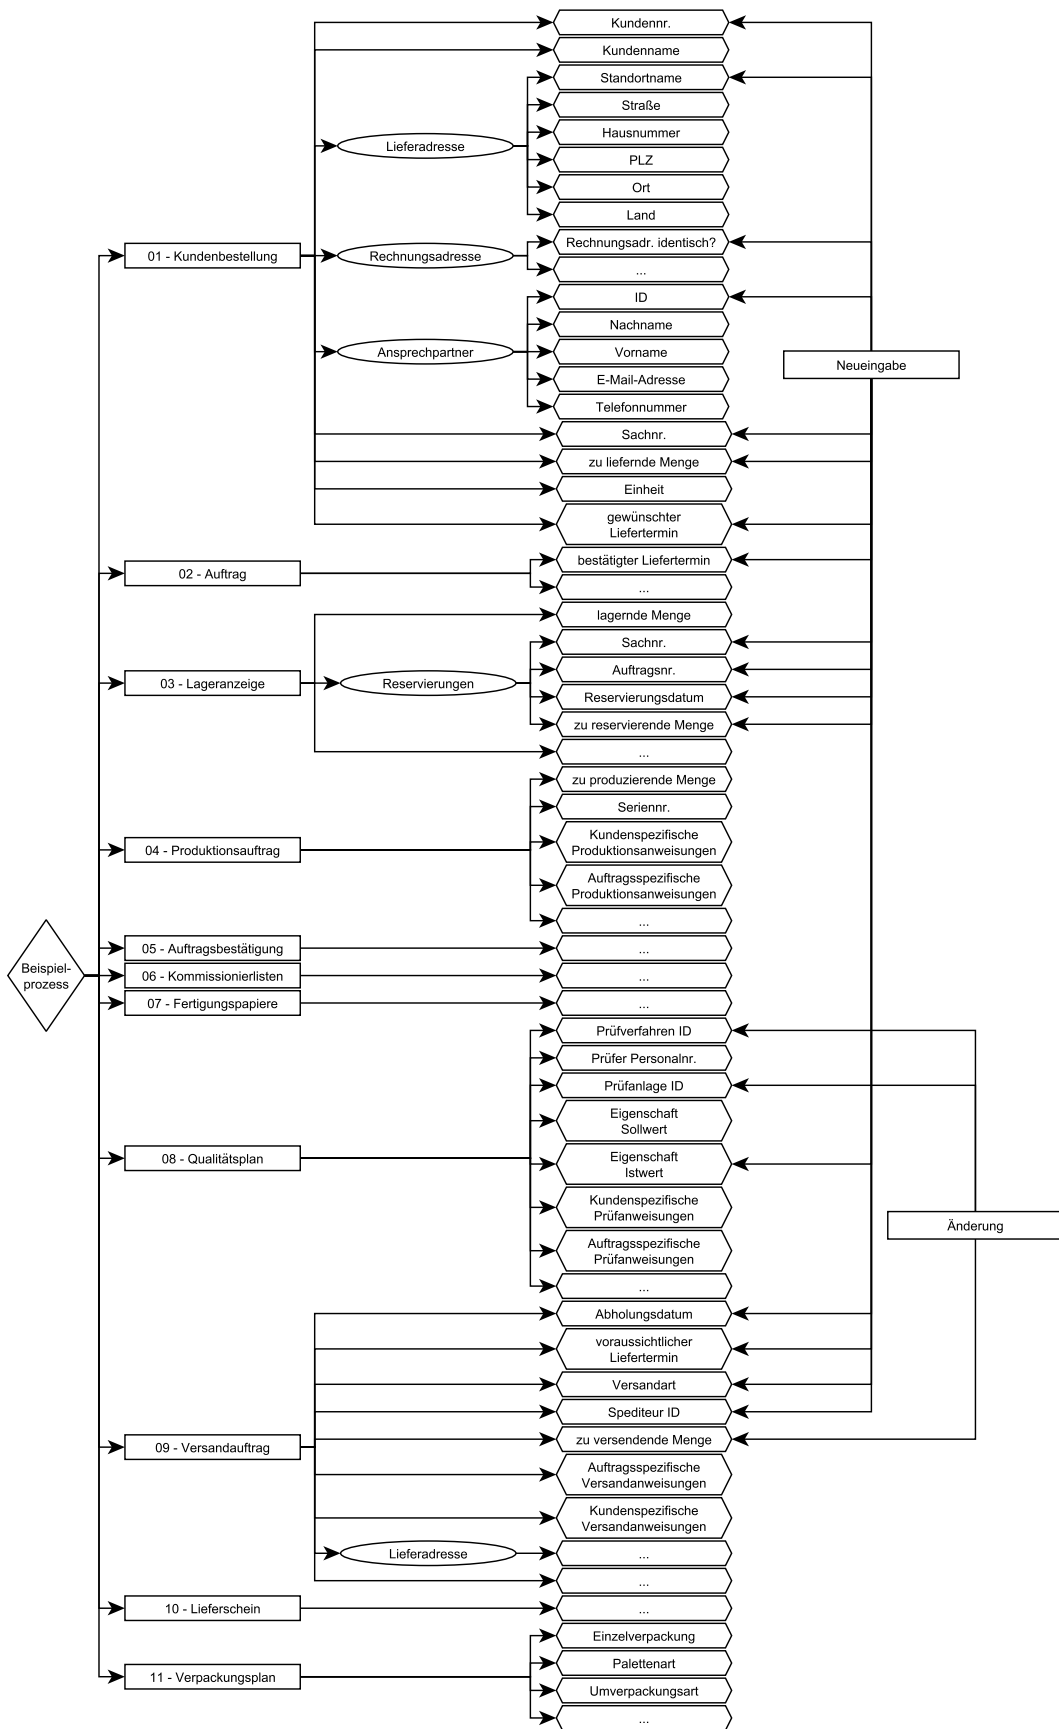 Kundennr.
Kundenname
Standortname
Straße
Hausnummer
Lieferadresse
PLZ
Ort
Land
Rechnungsadr. identisch?
01 - Kundenbestellung
Rechnungsadresse
...
ID
Nachname
Ansprechpartner
Vorname
E-Mail-Adresse
Telefonnummer
Neueingabe
Sachnr.
zu liefernde Menge
Einheit
gewünschter
Liefertermin
bestätigter Liefertermin
02 - Auftrag
...
lagernde Menge
Sachnr.
Auftragsnr.
03 - Lageranzeige
Reservierungen
Reservierungsdatum
zu reservierende Menge
...
zu produzierende Menge
Seriennr.
Kundenspezifische
Produktionsanweisungen
04 - Produktionsauftrag
Auftragsspezifische
Produktionsanweisungen
...
05 - Auftragsbestätigung
...
Beispiel-
prozess
06 - Kommissionierlisten
...
07 - Fertigungspapiere
...
Prüfverfahren ID
Prüfer Personalnr.
Prüfanlage ID
Eigenschaft
Sollwert
08 - Qualitätsplan
Eigenschaft
Istwert
Kundenspezifische
Prüfanweisungen
Änderung
Auftragsspezifische
Prüfanweisungen
...
Abholungsdatum
voraussichtlicher
Liefertermin
Versandart
Spediteur ID
09 - Versandauftrag
zu versendende Menge
Auftragsspezifische
Versandanweisungen
Kundenspezifische
Versandanweisungen
Lieferadresse
...
...
10 - Lieferschein
...
Einzelverpackung
11 - Verpackungsplan
Palettenart
Umverpackungsart
...